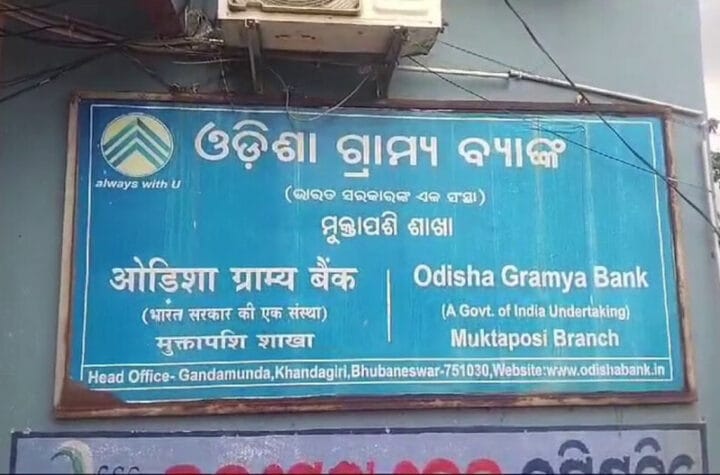 ଓଡ଼ିଶା ଗ୍ରାମ୍ୟ ବ୍ୟାଙ୍କ
always with U
(ଭାରତ ସରକାରଙ୍କ ଏକ ସଂସ୍ଥା)
ମୁକ୍ତାପଶି ଶାଖା
ओडिशा ग्राम्य बैंक
(भारत सरकार की एक संस्था)
मुक्तापशि शाखा
Odisha Gramya Bank
(A Govt. of India Undertaking)
Muktaposi Branch
Head Office- Gandamunda,Khandagiri,Bhubaneswar-751030,Website:www.odishabank.in